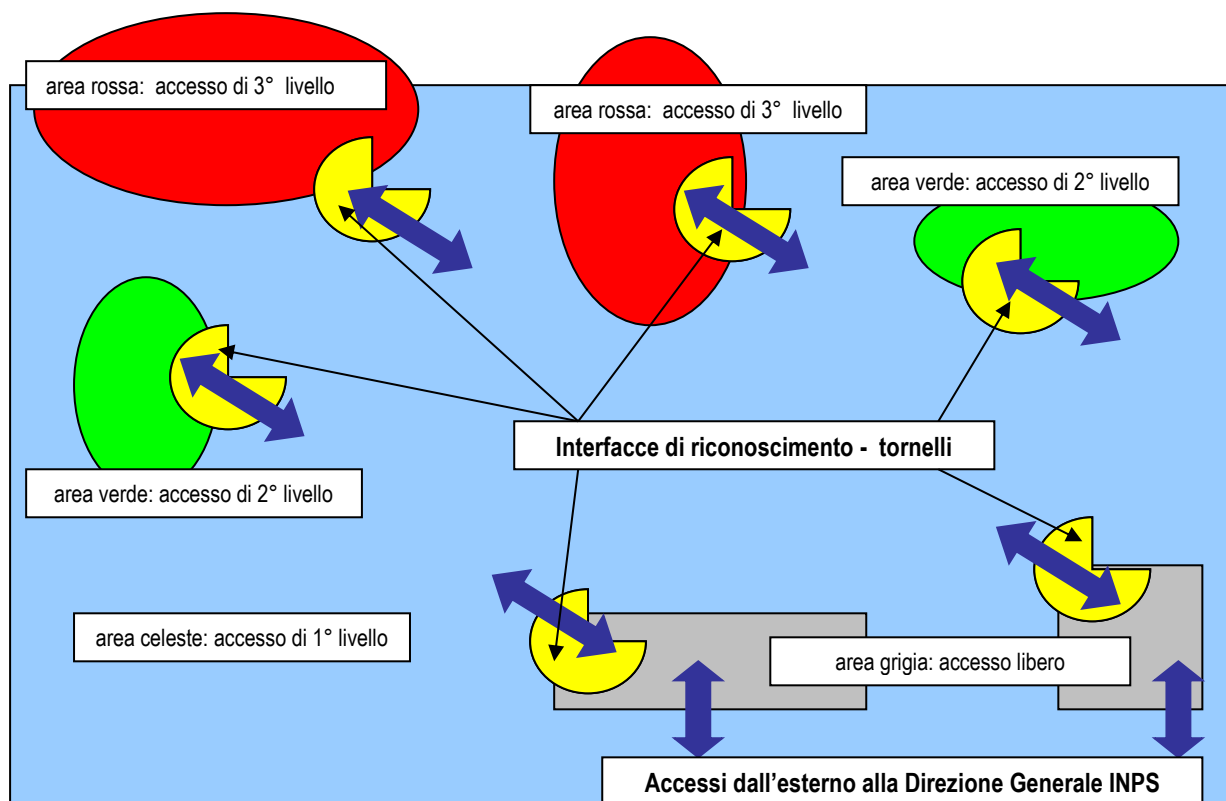 area rossa: accesso di 3° livello
area rossa: accesso di 3° livello
area verde: accesso di 2° livello
Interfacce di riconoscimento - tornelli
area verde: accesso di 2° livello
area celeste: accesso di 1° livello
area grigia: accesso libero
Accessi dall'esterno alla Direzione Generale INPS